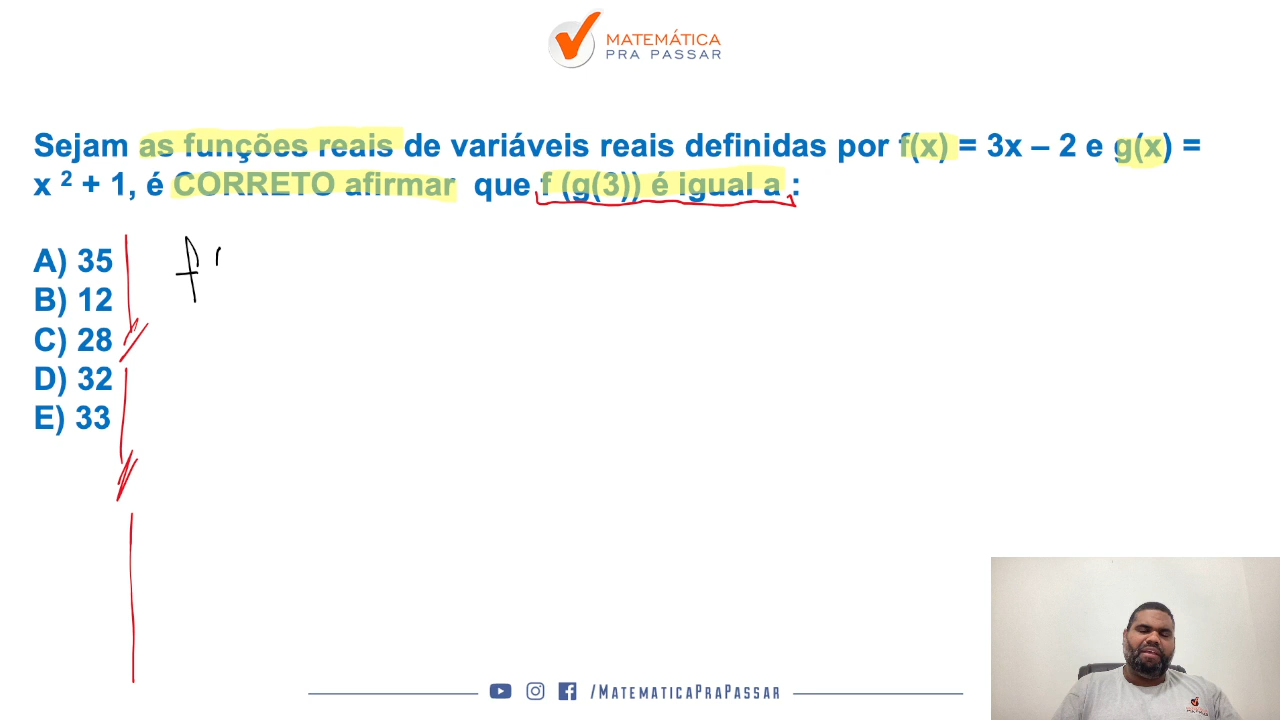 MATEMÁTICA
PRA PASSAR
Sejam as funções reais de variáveis reais definidas por f(x) = 3x – 2 e g(x) =
x ² + 1, é CORRETO afirmar que f (g(3)) é igual a :
A) 35
B) 12
C) 28
D) 32
E) 33
f
/MATEMATICAPRAPASSAR